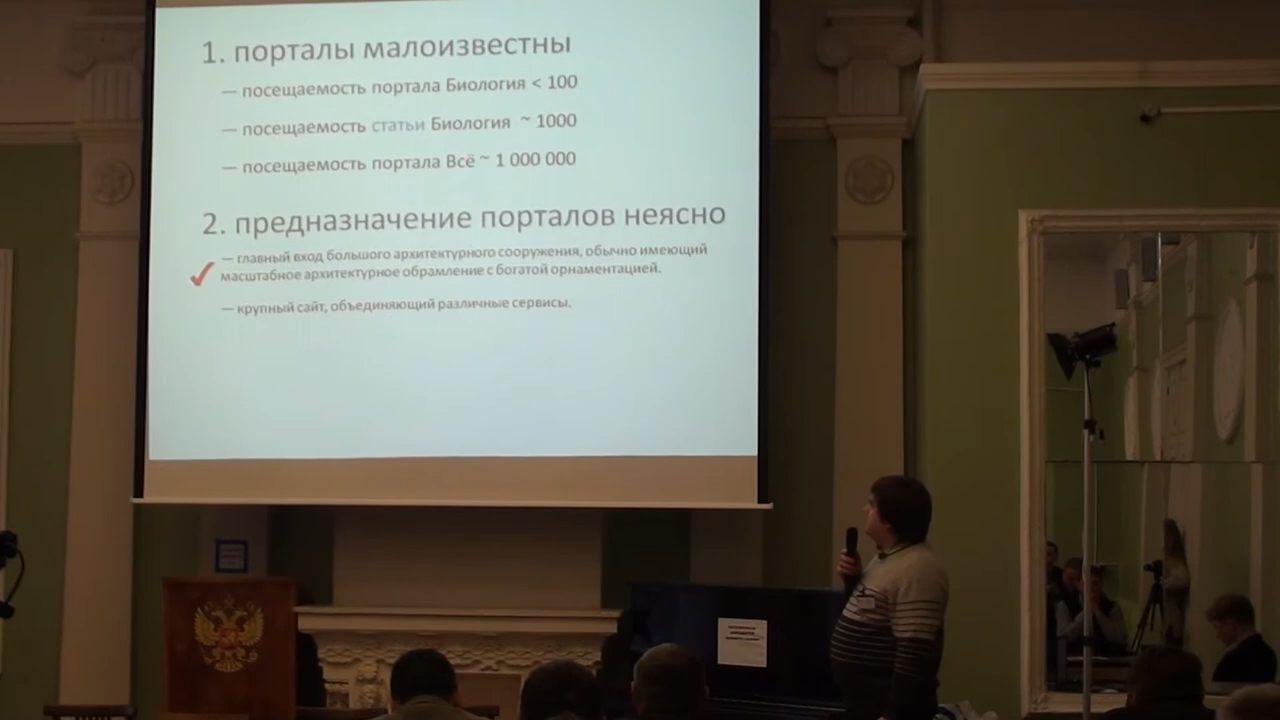 1. порталы малоизвестны
— посещаемость портала Биология < 100
— посещаемость статьи Биология ~ 1000
— посещаемость портала Всё ~ 1 000 000
2. предназначение порталов неясно
— главный вход большого архитектурного сооружения, обычно имеющий
масштабное архитектурное обрамление с богатой орнаментацией.
— крупный сайт, объединяющий различные сервисы.